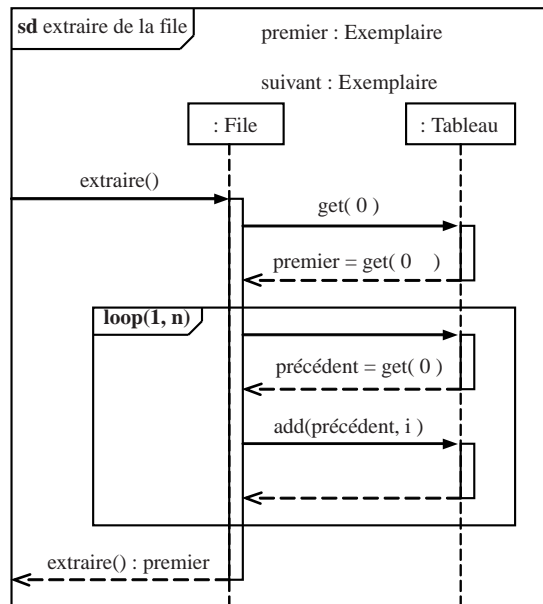 sd extraire de la file
premier : Exemplaire
suivant : Exemplaire
: File
: Tableau
extraire()
get( 0 )
premier = get( 0 )
loop(1, n)
précédent = get( 0 )
add(précédent, i )
extraire() : premier